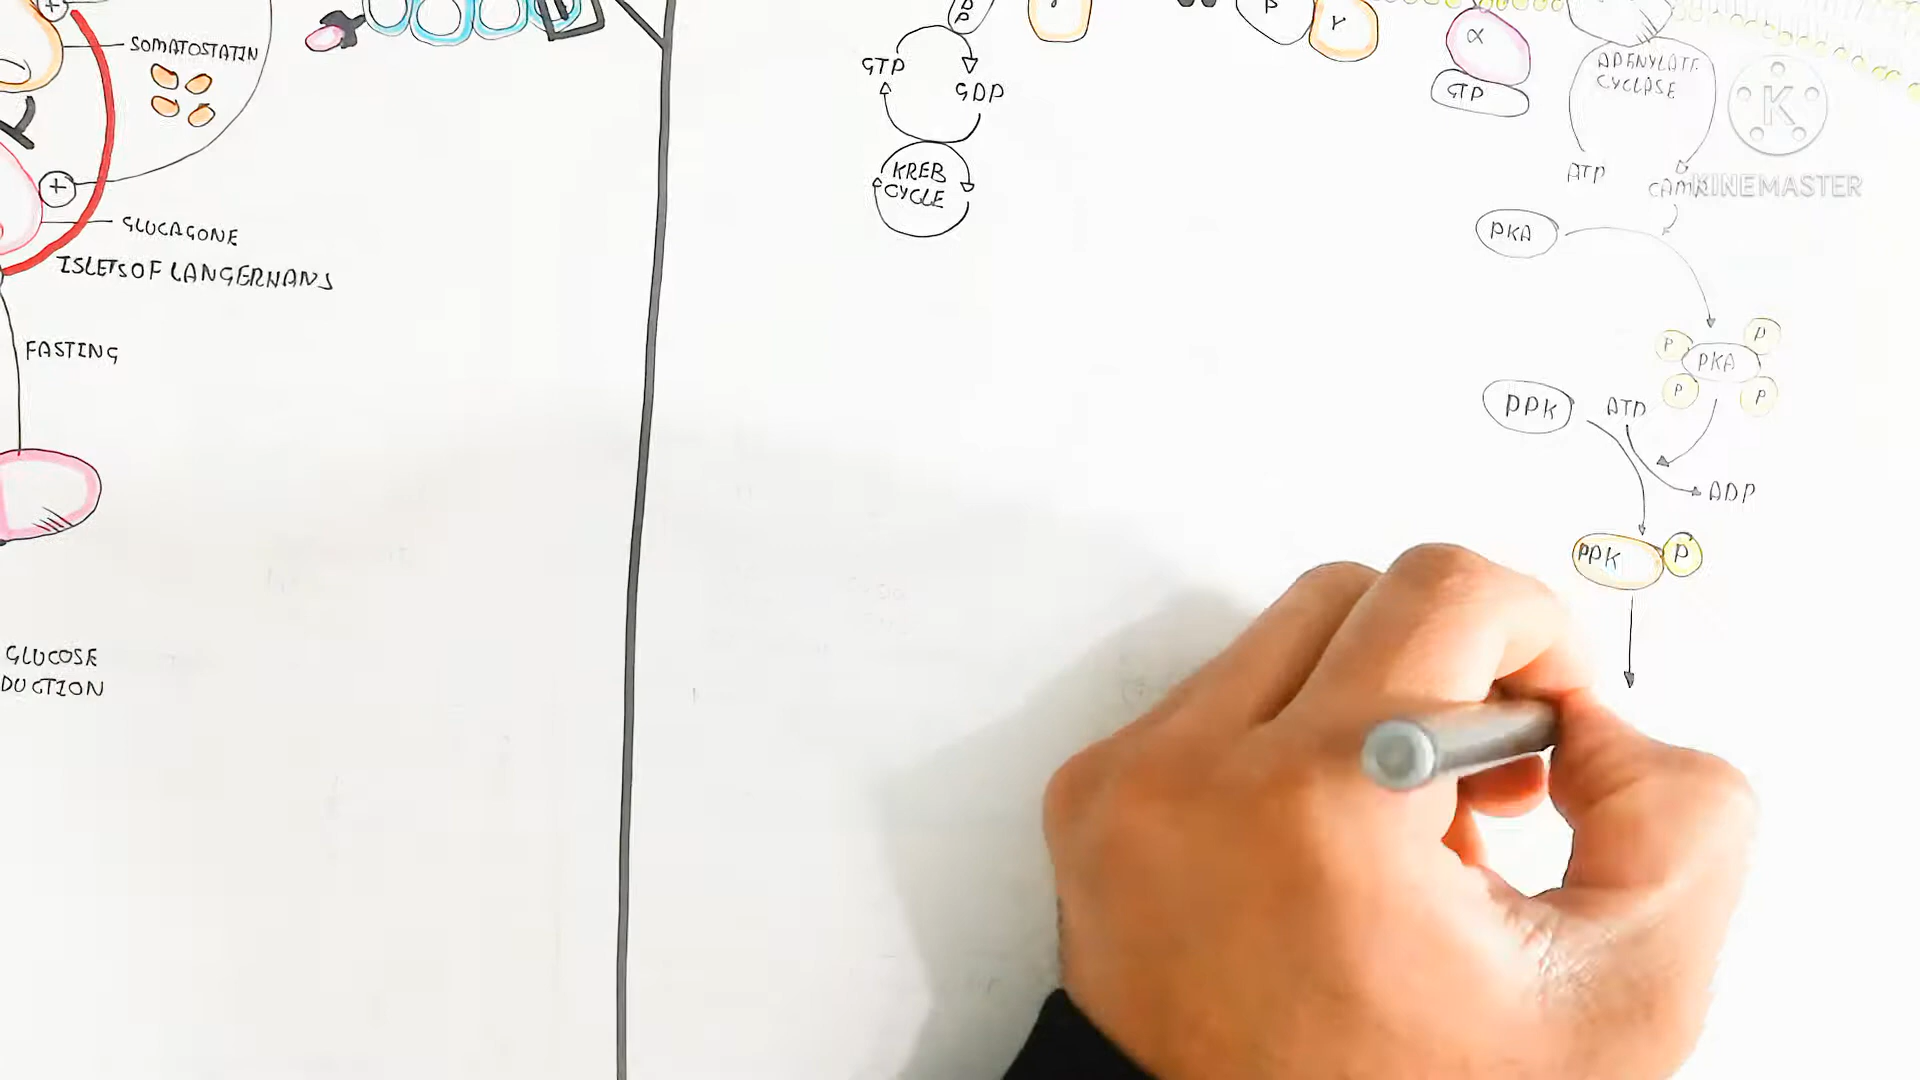 SOMATOSTATIN
+
GLUCAGONE
ISLETS OF LANGERHANS
FASTING
GLUCOSE
DUCTION
P
P
GTP
GDP
KREB
CYCLE
β
γ
α
GTP
ADENYLATE
CYCLASE
ATP
CAMP
K
KINEMASTER
PKA
P
P
PKA
P
P
PPK
ATP
ADP
PPK
P